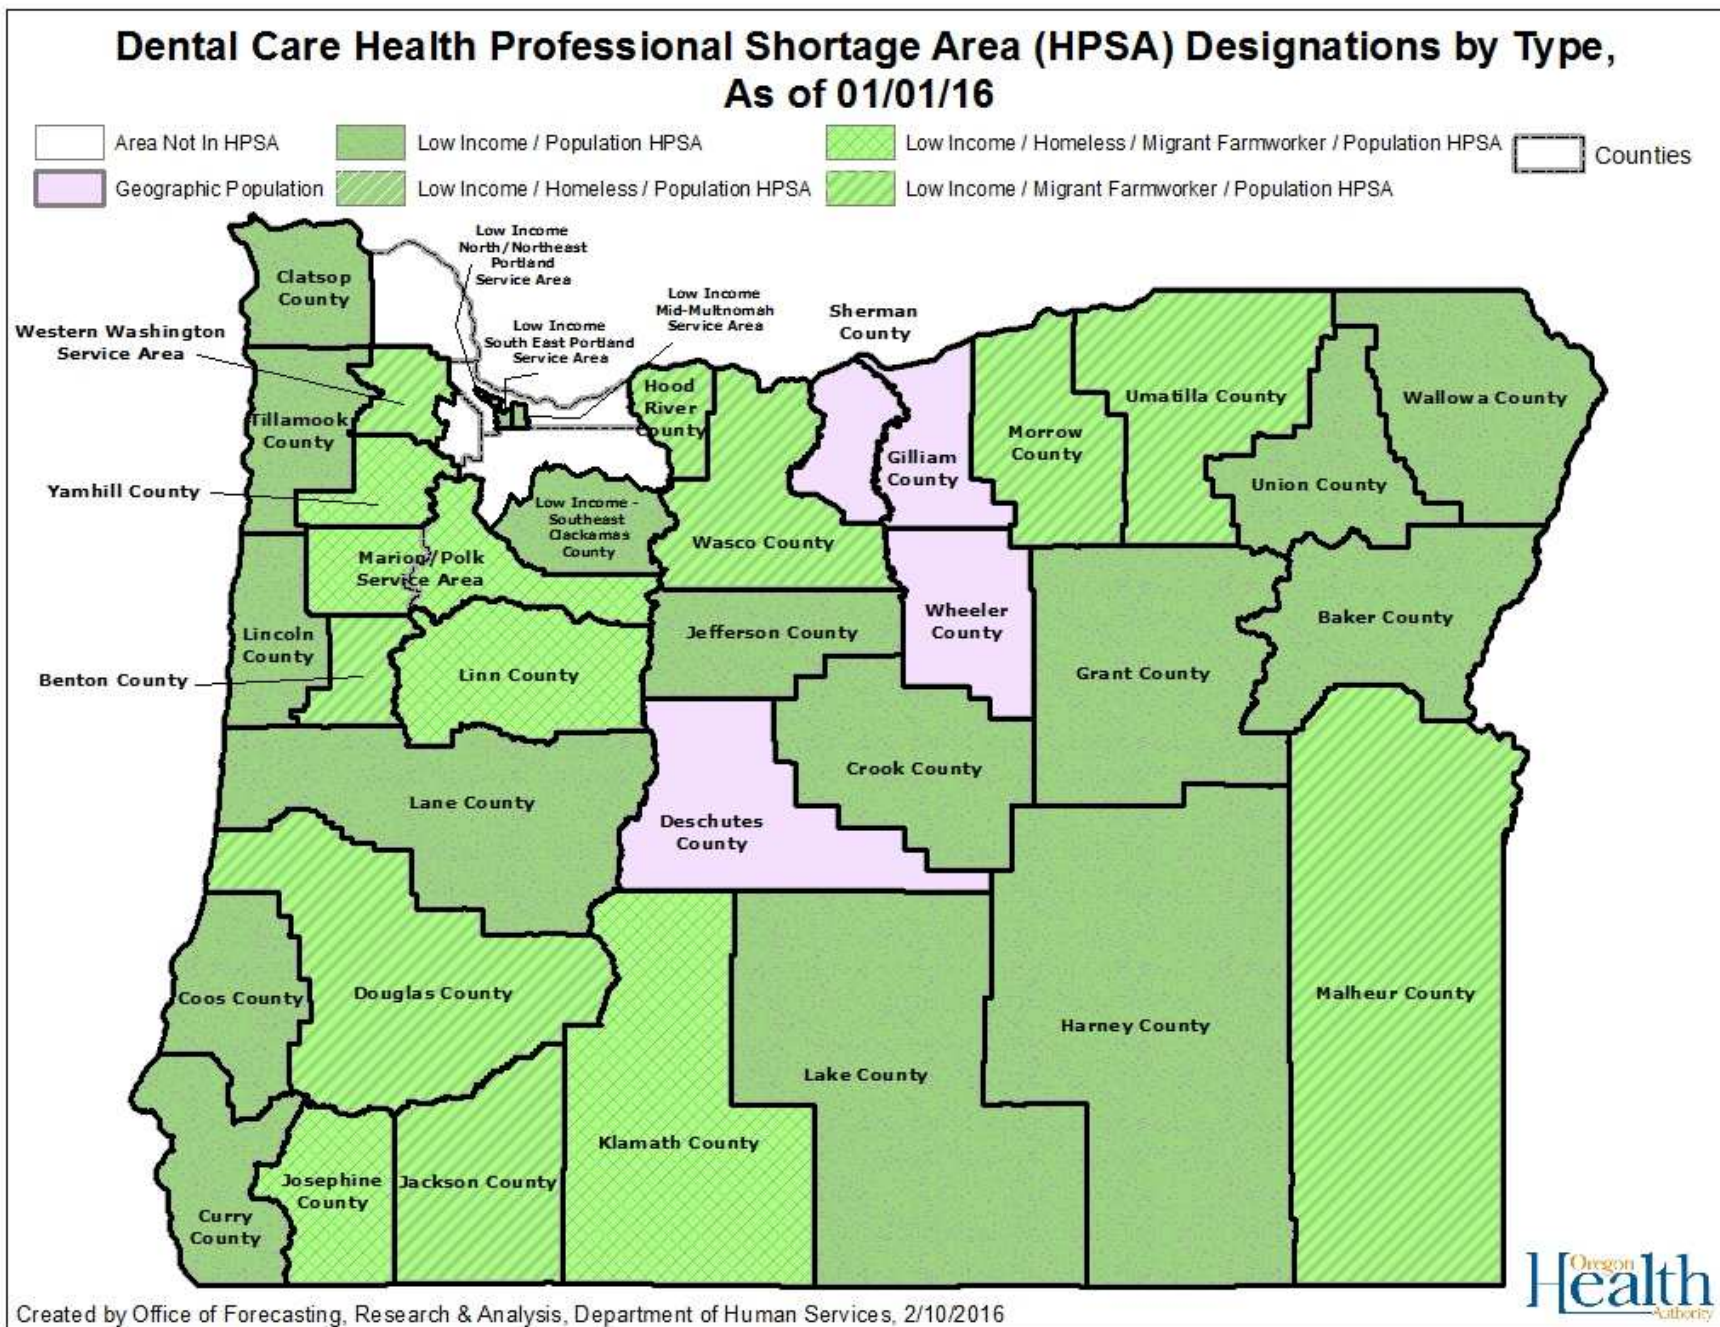 Dental Care Health Professional Shortage Area (HPSA) Designations by Type,
As of 01/01/16
Area Not In HPSA
Low Income / Population HPSA
Low Income / Homeless / Migrant Farmworker / Population HPSA
Counties
Geographic Population
Low Income / Homeless / Population HPSA
Low Income / Migrant Farmworker / Population HPSA
Low Income
North/Northeast
Portland
Service Area
Clatsop
County
Low Income
Mid-Multnomah
Service Area
Low Income
South East Portland
Service Area
Sherman
County
Western Washington
Service Area
Hood
River
County
Umatilla County
Wallowa County
Tillamook
County
Morrow
County
Gilliam
County
Union County
Yamhill County
Low Income -
Southeast
Clackamas
County
Wasco County
Marion/Polk
Service Area
Wheeler
County
Baker County
Jefferson County
Lincoln
County
Benton County
Linn County
Grant County
Crook County
Lane County
Deschutes
County
Coos County
Douglas County
Malheur County
Harney County
Lake County
Klamath County
Josephine
County
Jackson County
Curry
County
Oregon
Health
Authority
Created by Office of Forecasting, Research & Analysis, Department of Human Services, 2/10/2016